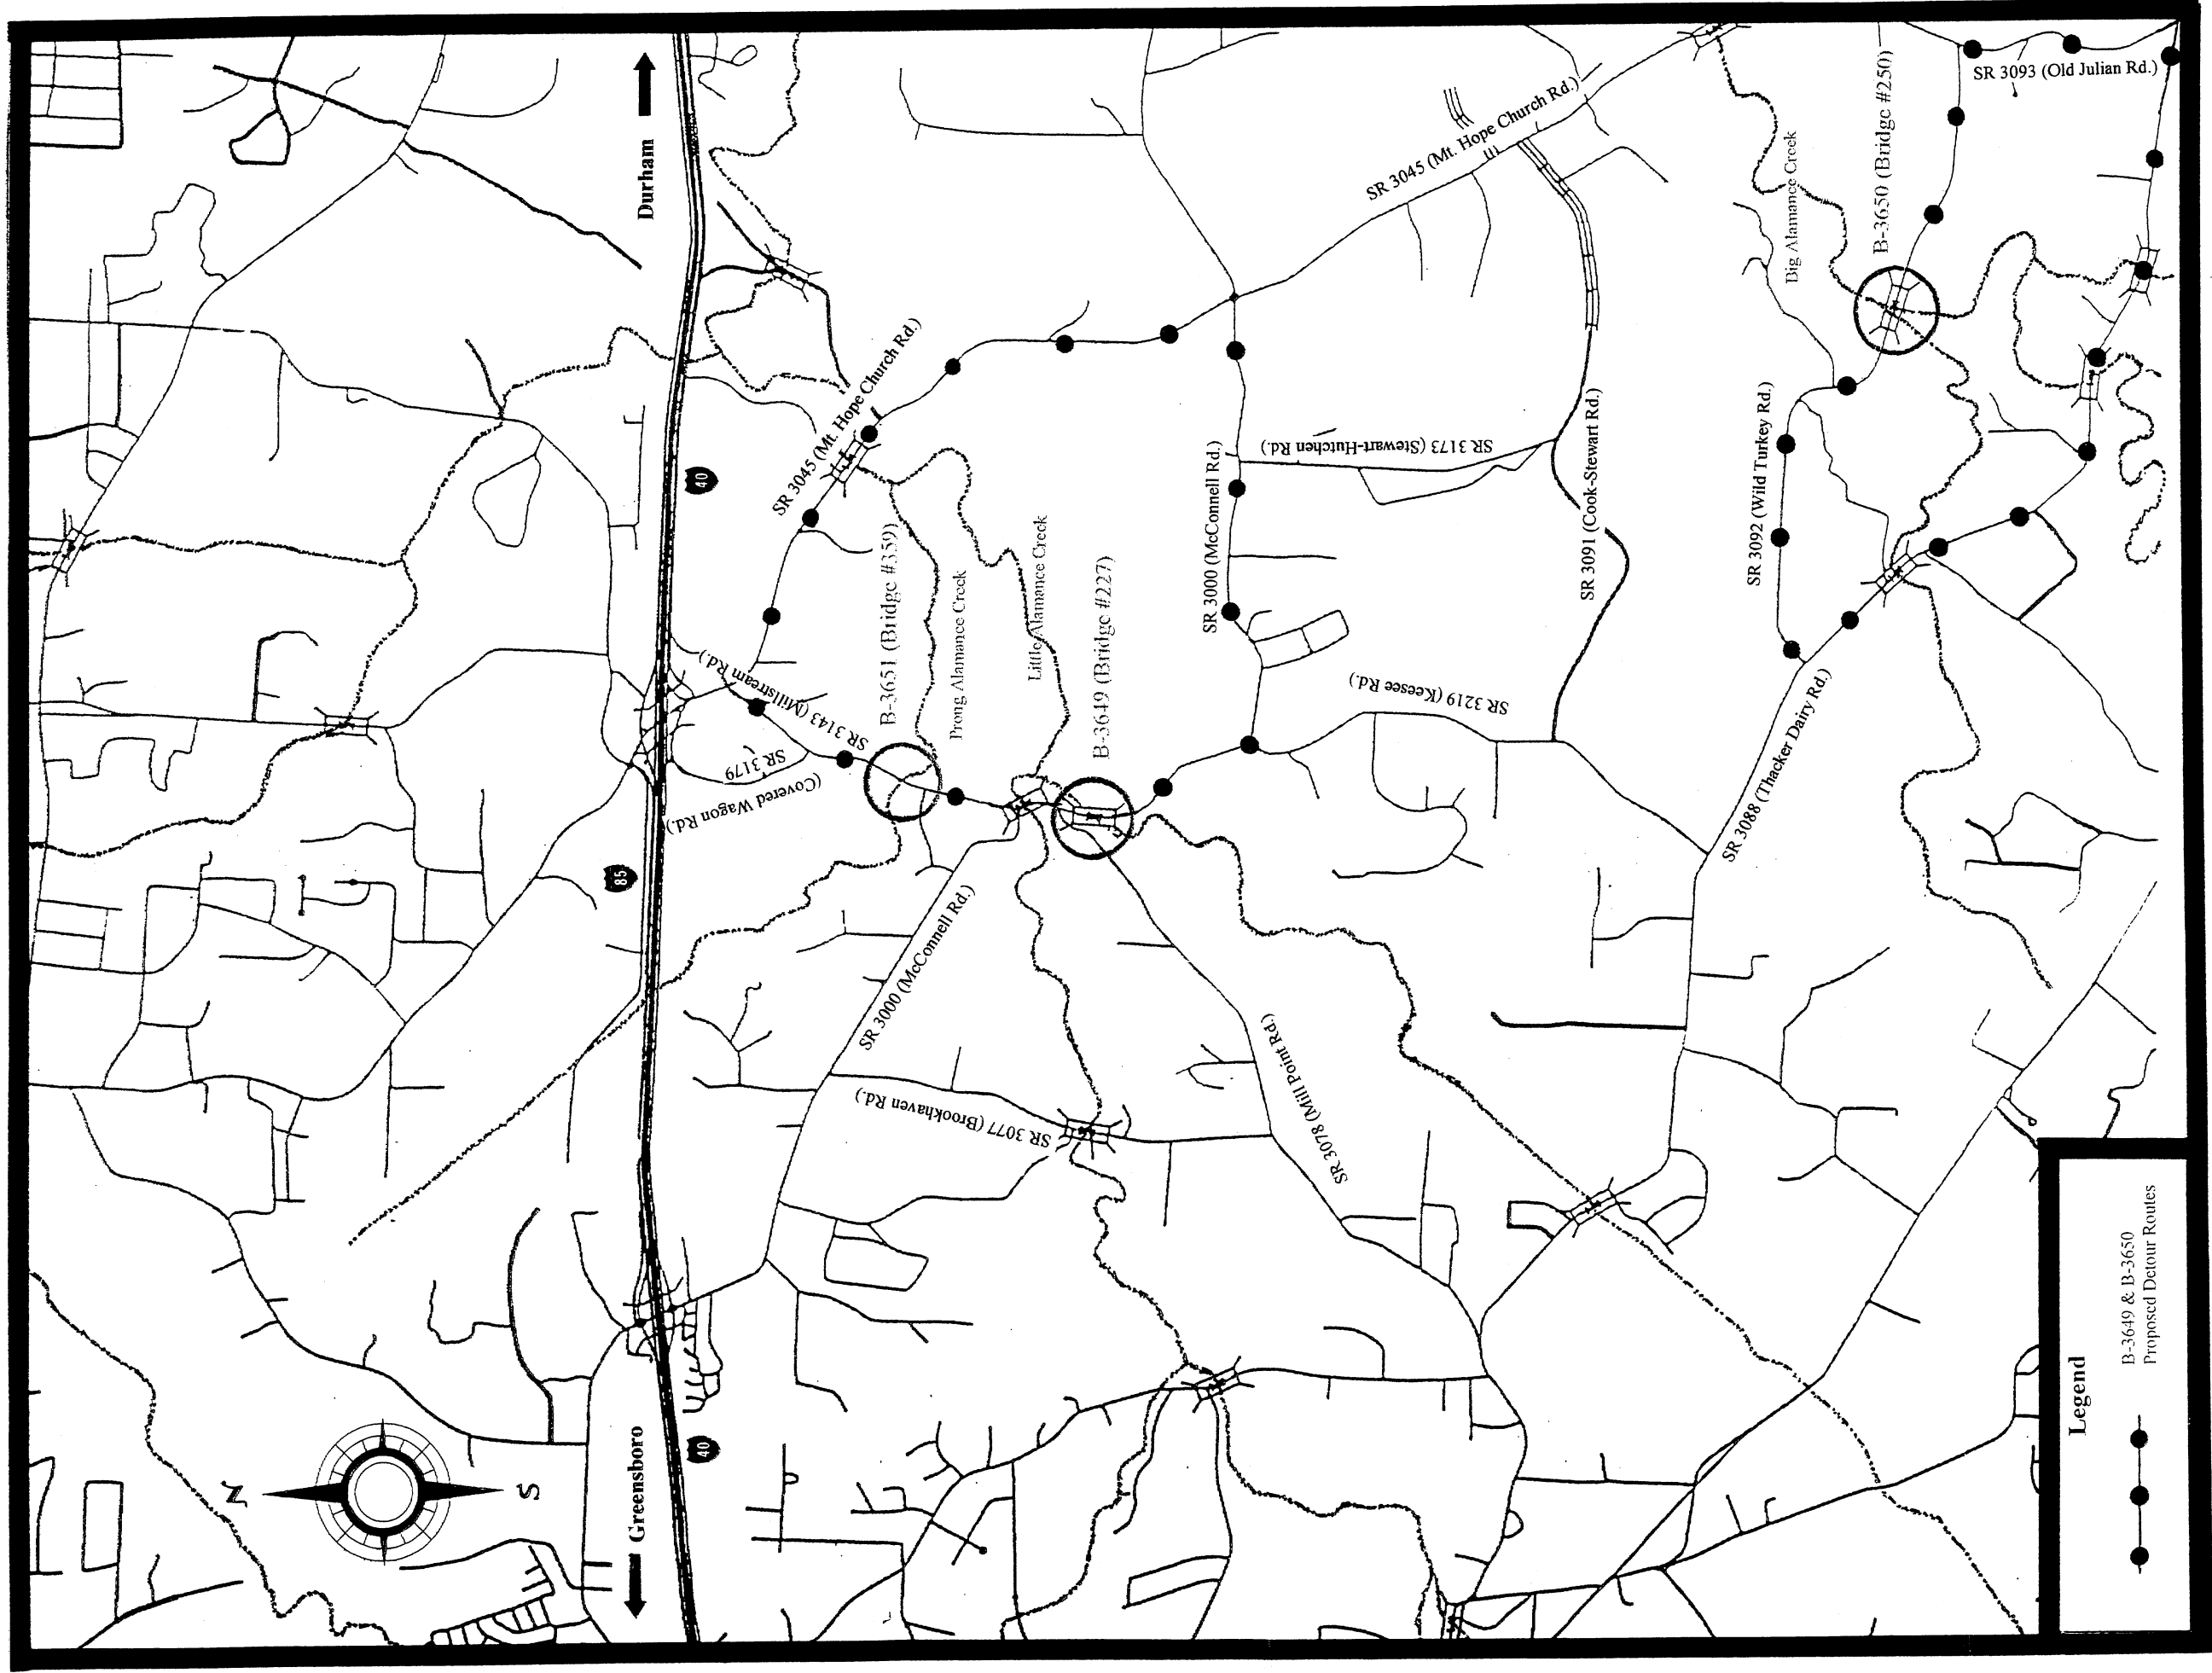 Durham
SR 3093 (Old Julian Rd.)
B-3650 (Bridge #250)
SR 3045 (Mt. Hope Church Rd.)
Big Alamance Creek
SR 3045 (Mt. Hope Church Rd.)
40
SR 3173 (Stewart-Hutchen Rd.)
SR 3000 (McConnell Rd.)
SR 3091 (Cook-Stewart Rd.)
SR 3092 (Wild Turkey Rd.)
B-3651 (Bridge #359)
Prong Alamance Creek
Little Alamance Creek
B-3649 (Bridge #227)
SR 3143 (Millstream Rd.)
SR 3179
(Covered Wagon Rd.)
SR 3219 (Keesee Rd.)
SR 3088 (Thacker Dairy Rd.)
85
SR 3000 (McConnell Rd.)
SR 3077 (Brookhaven Rd.)
SR 3078 (Mill Point Rd.)
N
S
Greensboro
40
Legend
B-3649 & B-3650
Proposed Detour Routes